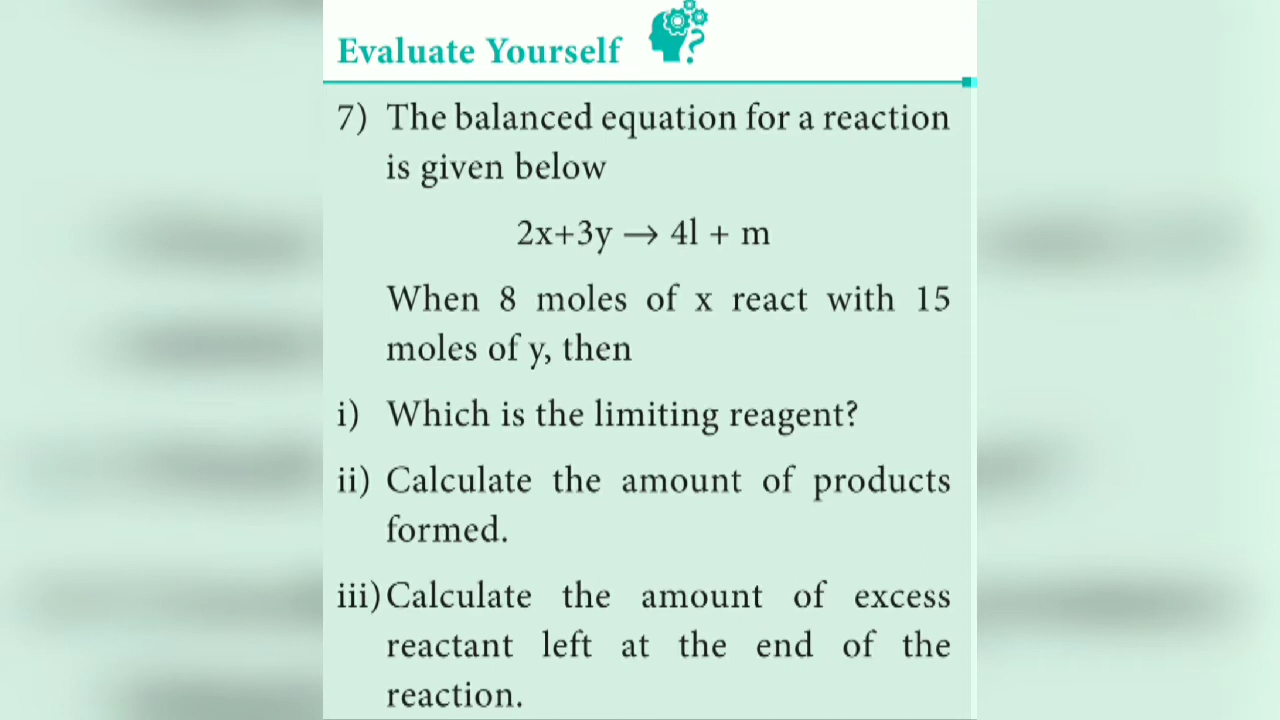 Evaluate Yourself
7) The balanced equation for a reaction
is given below
2x+3y → 4l + m
When 8 moles of x react with 15
moles of y, then
i) Which is the limiting reagent?
ii) Calculate the amount of products
formed.
iii) Calculate the amount of excess
reactant left at the end of the
reaction.